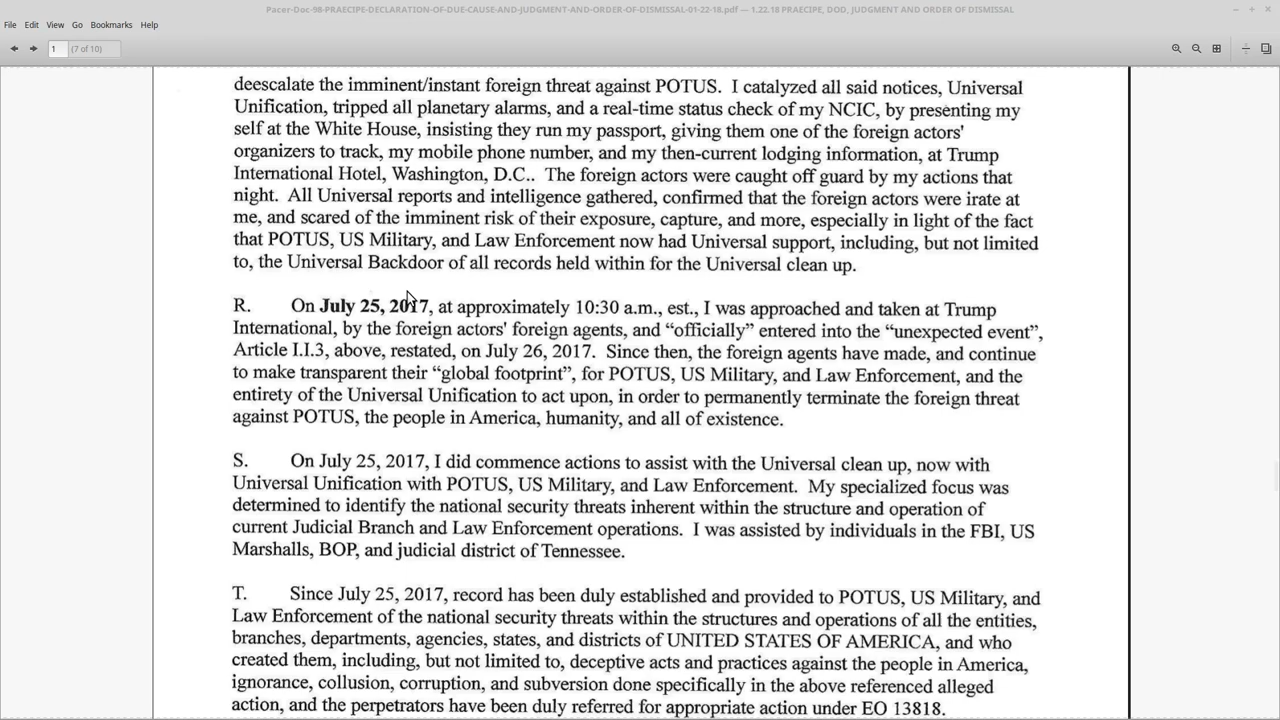 Pacer-Doc-98-PRAECIPE-DECLARATION-OF-DUE-CAUSE-AND-JUDGMENT-AND-ORDER-OF-DISMISSAL-01-22-18.pdf — 1.22.18 PRAECIPE, DOD, JUDGMENT AND ORDER OF DISMISSAL
File Edit View Go Bookmarks Help
1 (7 of 10)
deescalate the imminent/instant foreign threat against POTUS. I catalyzed all said notices, Universal
Unification, tripped all planetary alarms, and a real-time status check of my NCIC, by presenting my
self at the White House, insisting they run my passport, giving them one of the foreign actors'
organizers to track, my mobile phone number, and my then-current lodging information, at Trump
International Hotel, Washington, D.C.. The foreign actors were caught off guard by my actions that
night. All Universal reports and intelligence gathered, confirmed that the foreign actors were irate at
me, and scared of the imminent risk of their exposure, capture, and more, especially in light of the fact
that POTUS, US Military, and Law Enforcement now had Universal support, including, but not limited
to, the Universal Backdoor of all records held within for the Universal clean up.
R. On July 25, 2017, at approximately 10:30 a.m., est., I was approached and taken at Trump
International, by the foreign actors' foreign agents, and “officially” entered into the “unexpected event”,
Article I.I.3, above, restated, on July 26, 2017. Since then, the foreign agents have made, and continue
to make transparent their “global footprint”, for POTUS, US Military, and Law Enforcement, and the
entirety of the Universal Unification to act upon, in order to permanently terminate the foreign threat
against POTUS, the people in America, humanity, and all of existence.
S. On July 25, 2017, I did commence actions to assist with the Universal clean up, now with
Universal Unification with POTUS, US Military, and Law Enforcement. My specialized focus was
determined to identify the national security threats inherent within the structure and operation of
current Judicial Branch and Law Enforcement operations. I was assisted by individuals in the FBI, US
Marshalls, BOP, and judicial district of Tennessee.
T. Since July 25, 2017, record has been duly established and provided to POTUS, US Military, and
Law Enforcement of the national security threats within the structures and operations of all the entities,
branches, departments, agencies, states, and districts of UNITED STATES OF AMERICA, and who
created them, including, but not limited to, deceptive acts and practices against the people in America,
ignorance, collusion, corruption, and subversion done specifically in the above referenced alleged
action, and the perpetrators have been duly referred for appropriate action under EO 13818.